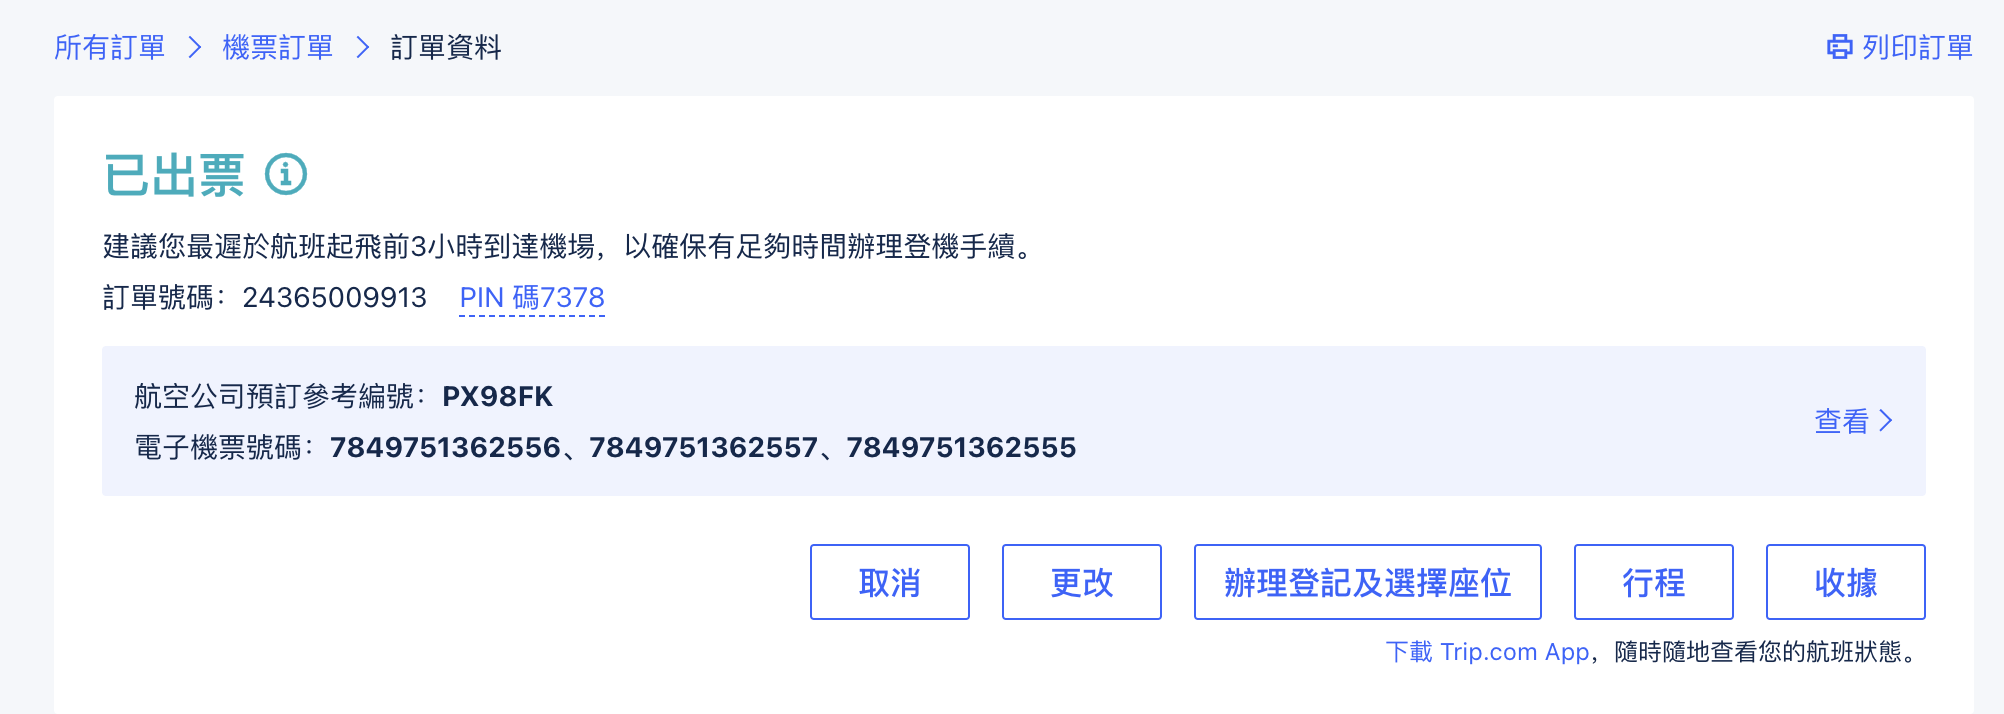 所有訂單 > 機票訂單 > 訂單資料
列印訂單
已出票
建議您最遲於航班起飛前3小時到達機場，以確保有足夠時間辦理登機手續。
訂單號碼：24365009913 PIN 碼7378
航空公司預訂參考編號：PX98FK
電子機票號碼：7849751362556、7849751362557、7849751362555
查看 >
取消 更改 辦理登記及選擇座位 行程 收據
下載 Trip.com App，隨時隨地查看您的航班狀態。